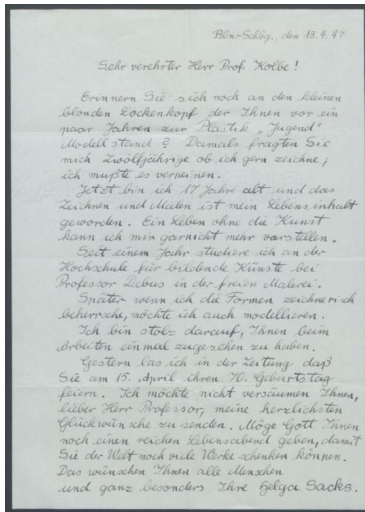 Bln-Schbg., den 13.4.47
Sehr verehrter Herr Prof. Kolbe!
Erinnern Sie sich noch an den kleinen
blonden Lockenkopf der Ihnen vor ein
paar Jahren zur Plastik „Jugend"
Modell stand? Damals fragten Sie
mich Zwölfjährige ob ich gern zeichne;
ich mußte es verneinen.
Jetzt bin ich 17 Jahre alt und das
Zeichnen und Malen ist mein Lebensinhalt
geworden. Ein Leben ohne die Kunst
kann ich mir garnicht mehr vorstellen.
Seit einem Jahr studiere ich an der
Hochschule für bildende Künste bei
Professor Debus in der freien Malerei.
Später wenn ich die Formen zeichnerisch
beherrsche, möchte ich auch modellieren.
Ich bin stolz darauf, Ihnen beim
Arbeiten einmal zugesehen zu haben.
Gestern las ich in der Zeitung daß
Sie am 15. April ihren 70. Geburtstag
feiern. Ich möchte nicht versäumen Ihnen,
lieber Herr Professor, meine herzlichsten
Glückwünsche zu senden. Möge Gott Ihnen
noch einen reichen Lebensabend geben, damit
Sie der Welt noch viele Werke schenken können.
Das wünschen Ihnen alle Menschen
und ganz besonders Ihre Helga Sacks.